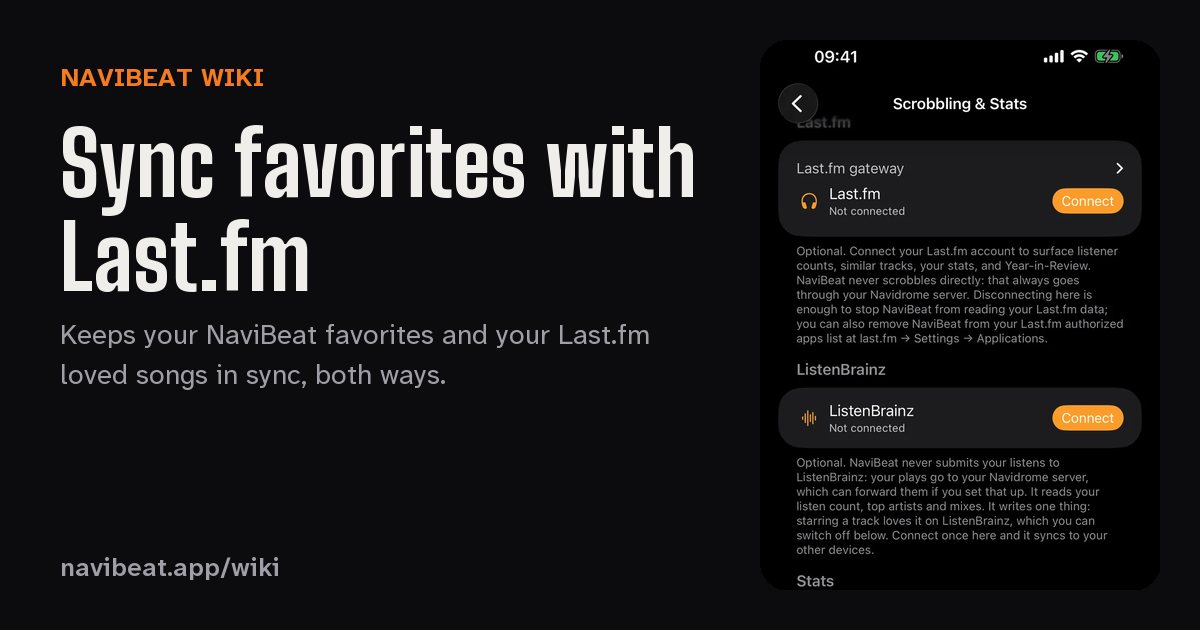 NAVIBEAT WIKI
Sync favorites with
Last.fm
Keeps your NaviBeat favorites and your Last.fm
loved songs in sync, both ways.
navibeat.app/wiki
09:41
Scrobbling & Stats
Last.fm
Last.fm gateway
Last.fm
Not connected
Connect
Optional. Connect your Last.fm account to surface listener
counts, similar tracks, your stats, and Year-in-Review.
NaviBeat never scrobbles directly: that always goes
through your Navidrome server. Disconnecting here is
enough to stop NaviBeat from reading your Last.fm data;
you can also remove NaviBeat from your Last.fm authorized
apps list at last.fm → Settings → Applications.
ListenBrainz
ListenBrainz
Not connected
Connect
Optional. NaviBeat never submits your listens to
ListenBrainz: your plays go to your Navidrome server,
which can forward them if you set that up. It reads your
listen count, top artists and mixes. It writes one thing:
starring a track loves it on ListenBrainz, which you can
switch off below. Connect once here and it syncs to your
other devices.
Stats